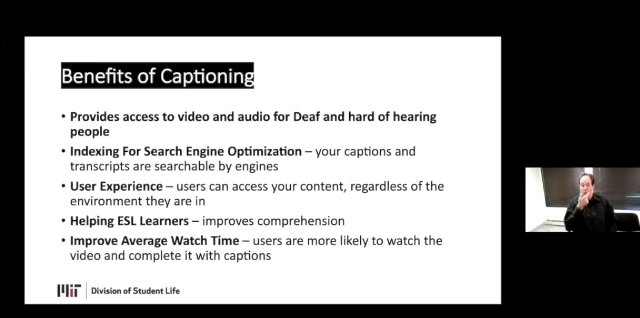 Benefits of Captioning
• Provides access to video and audio for Deaf and hard of hearing
people
• Indexing For Search Engine Optimization – your captions and
transcripts are searchable by engines
• User Experience – users can access your content, regardless of the
environment they are in
• Helping ESL Learners – improves comprehension
• Improve Average Watch Time – users are more likely to watch the
video and complete it with captions
MIT Division of Student Life